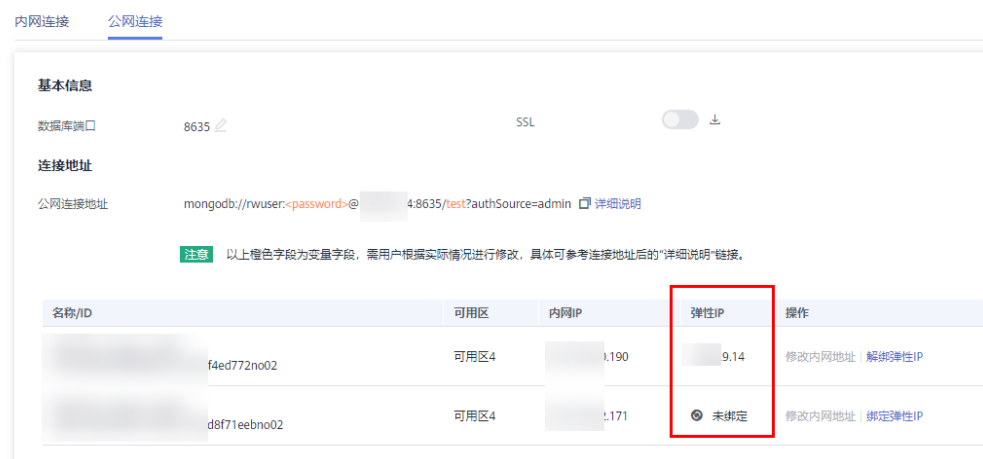 内网连接 公网连接
基本信息
数据库端口 8635 SSL
连接地址
公网连接地址 mongodb://rwuser:<password>@ 4:8635/test?authSource=admin 详细说明
注意 以上橙色字段为变量字段，需用户根据实际情况进行修改，具体可参考连接地址后的“详细说明”链接。
名称/ID 可用区 内网IP 弹性IP 操作
f4ed772no02 可用区4 .190 9.14 修改内网地址 | 解绑弹性IP
d8f71eebno02 可用区4 .171 未绑定 修改内网地址 | 绑定弹性IP